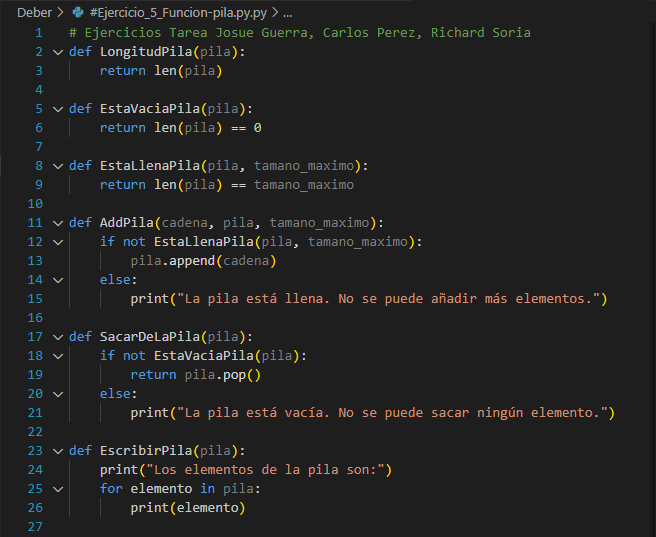 Deber > #Ejercicio_5_Funcion-pila.py.py > ...
1 # Ejercicios Tarea Josue Guerra, Carlos Perez, Richard Soria
2 def LongitudPila(pila):
3     return len(pila)
4
5 def EstaVaciaPila(pila):
6     return len(pila) == 0
7
8 def EstaLlenaPila(pila, tamano_maximo):
9     return len(pila) == tamano_maximo
10
11 def AddPila(cadena, pila, tamano_maximo):
12     if not EstaLlenaPila(pila, tamano_maximo):
13         pila.append(cadena)
14     else:
15         print("La pila está llena. No se puede añadir más elementos.")
16
17 def SacarDeLaPila(pila):
18     if not EstaVaciaPila(pila):
19         return pila.pop()
20     else:
21         print("La pila está vacía. No se puede sacar ningún elemento.")
22
23 def EscribirPila(pila):
24     print("Los elementos de la pila son:")
25     for elemento in pila:
26         print(elemento)
27